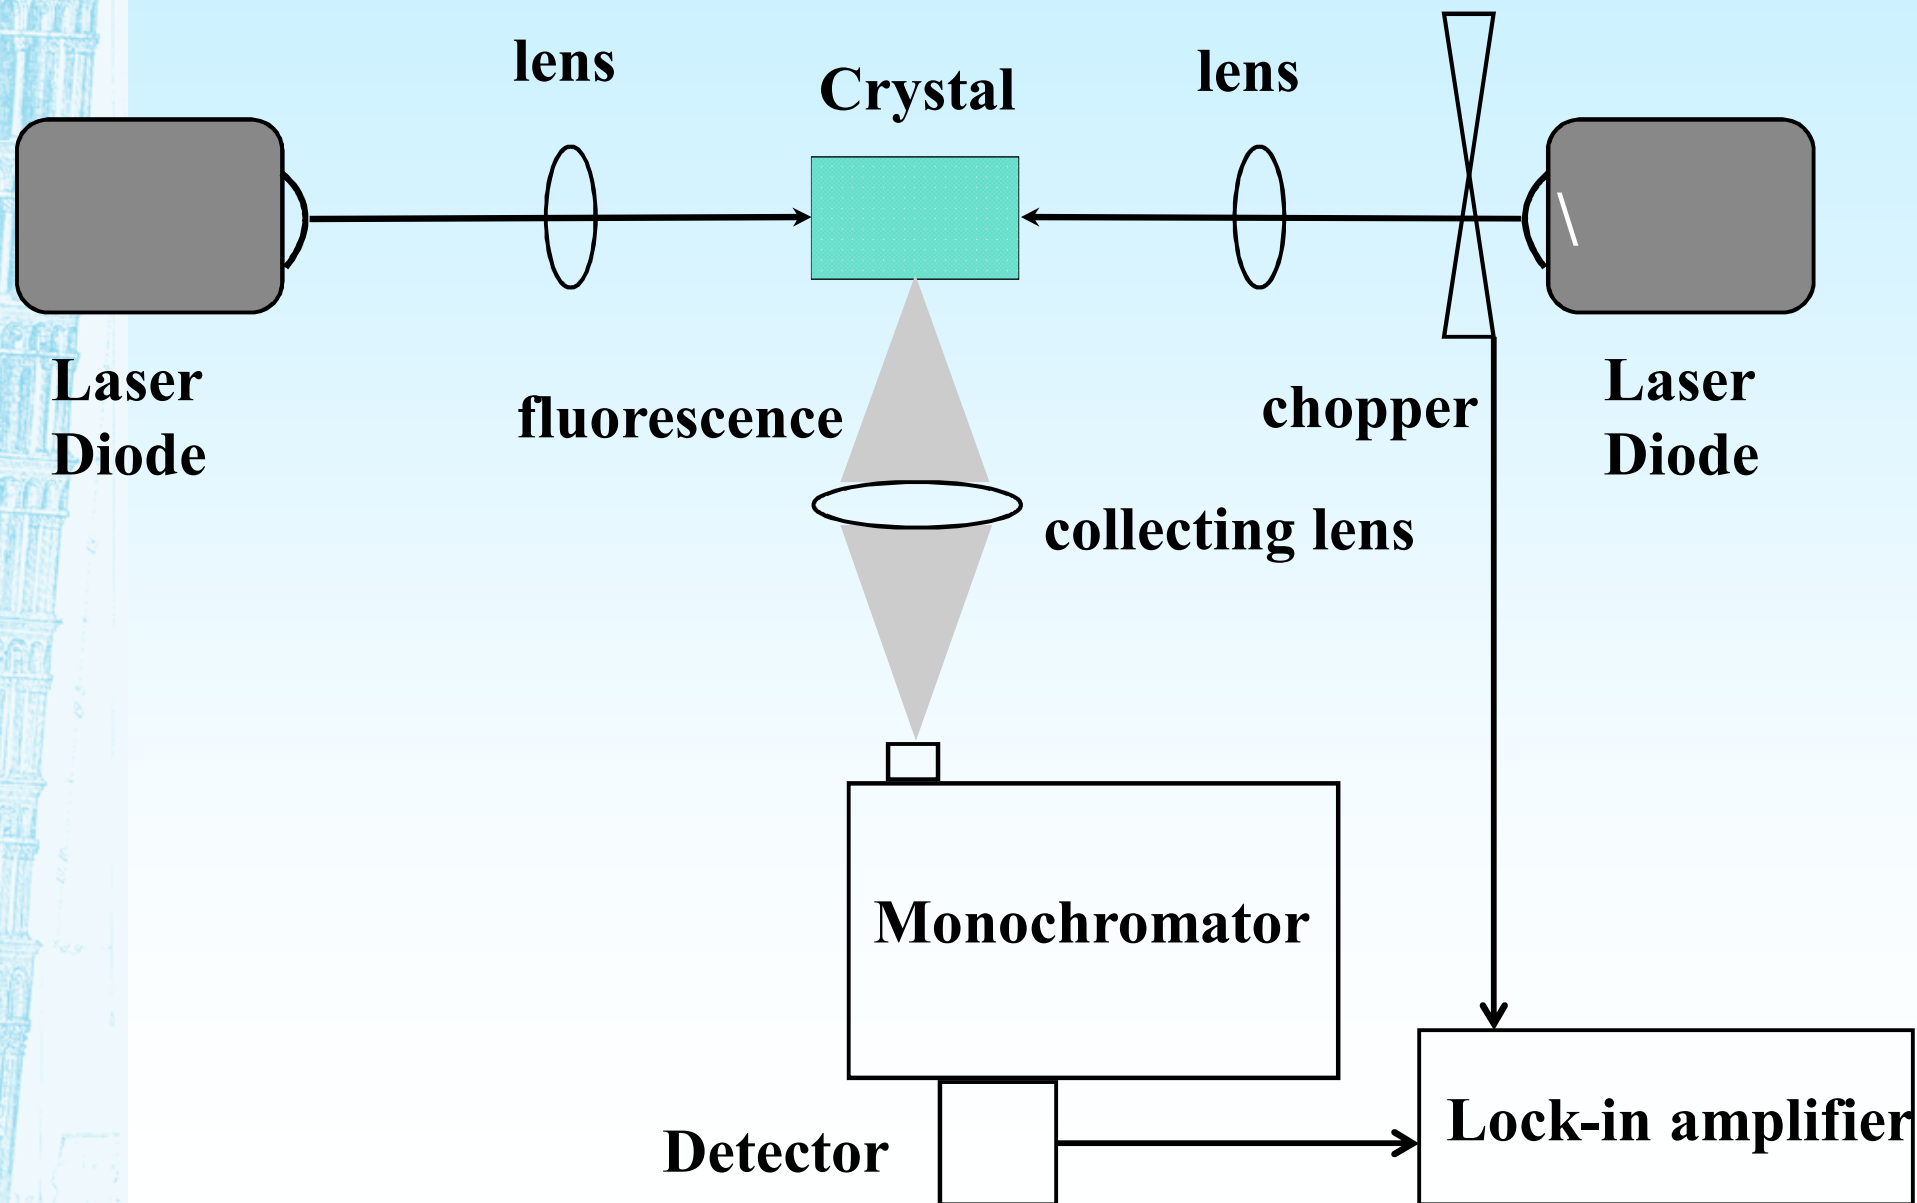 lens
Crystal
lens
Laser
Diode
fluorescence
chopper
Laser
Diode
collecting lens
Monochromator
Detector
Lock-in amplifier